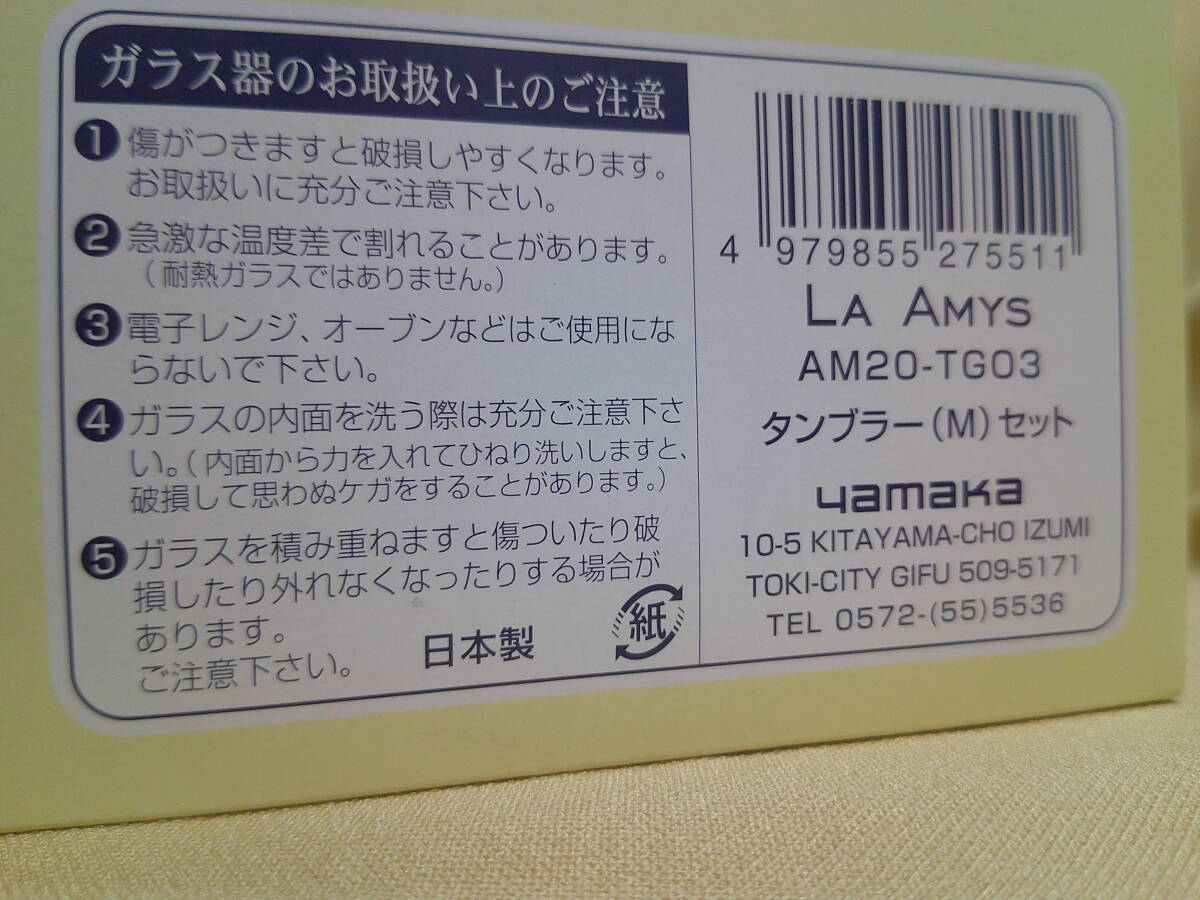 ガラス器のお取扱い上のご注意
❶傷がつきますと破損しやすくなります。
お取扱いに充分ご注意下さい。
❷急激な温度差で割れることがあります。
（耐熱ガラスではありません。）
❸電子レンジ、オーブンなどはご使用にな
らないで下さい。
❹ガラスの内面を洗う際は充分ご注意下さ
い。（内面から力を入れてひねり洗いしますと、
破損して思わぬケガをすることがあります。）
❺ガラスを積み重ねますと傷ついたり破
損したり外れなくなったりする場合が
あります。
ご注意下さい。
日本製
紙
4 979855 275511
LA AMYS
AM20-TG03
タンブラー（M）セット
yamaka
10-5 KITAYAMA-CHO IZUMI
TOKI-CITY GIFU 509-5171
TEL 0572-(55)5536